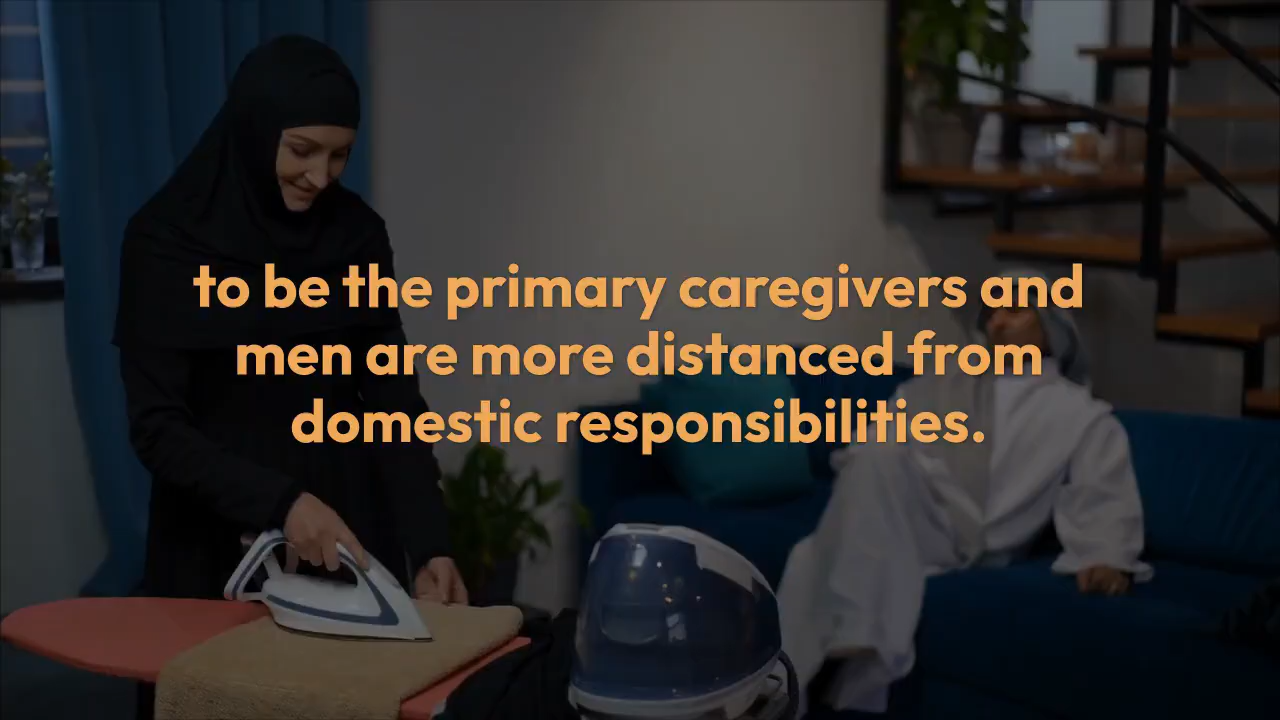 to be the primary caregivers and
men are more distanced from
domestic responsibilities.